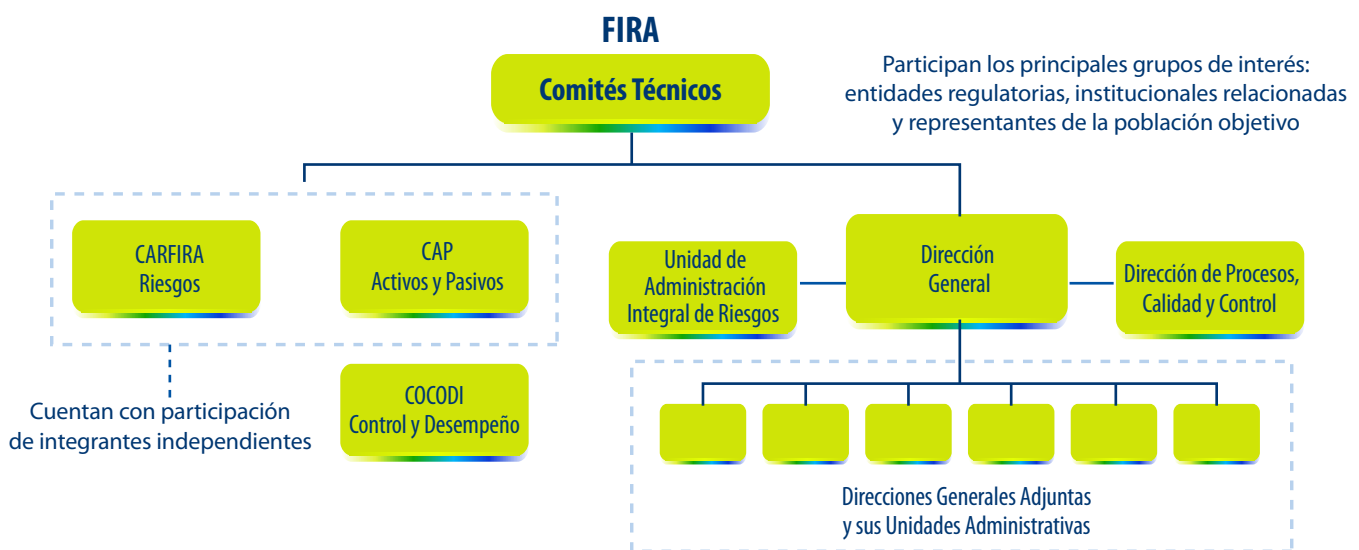 FIRA
Comités Técnicos
Participan los principales grupos de interés:
entidades regulatorias, institucionales relacionadas
y representantes de la población objetivo
CARFIRA
Riesgos
CAP
Activos y Pasivos
Unidad de
Administración
Integral de Riesgos
Dirección
General
Dirección de Procesos,
Calidad y Control
COCODI
Control y Desempeño
Cuentan con participación
de integrantes independientes
Direcciones Generales Adjuntas
y sus Unidades Administrativas